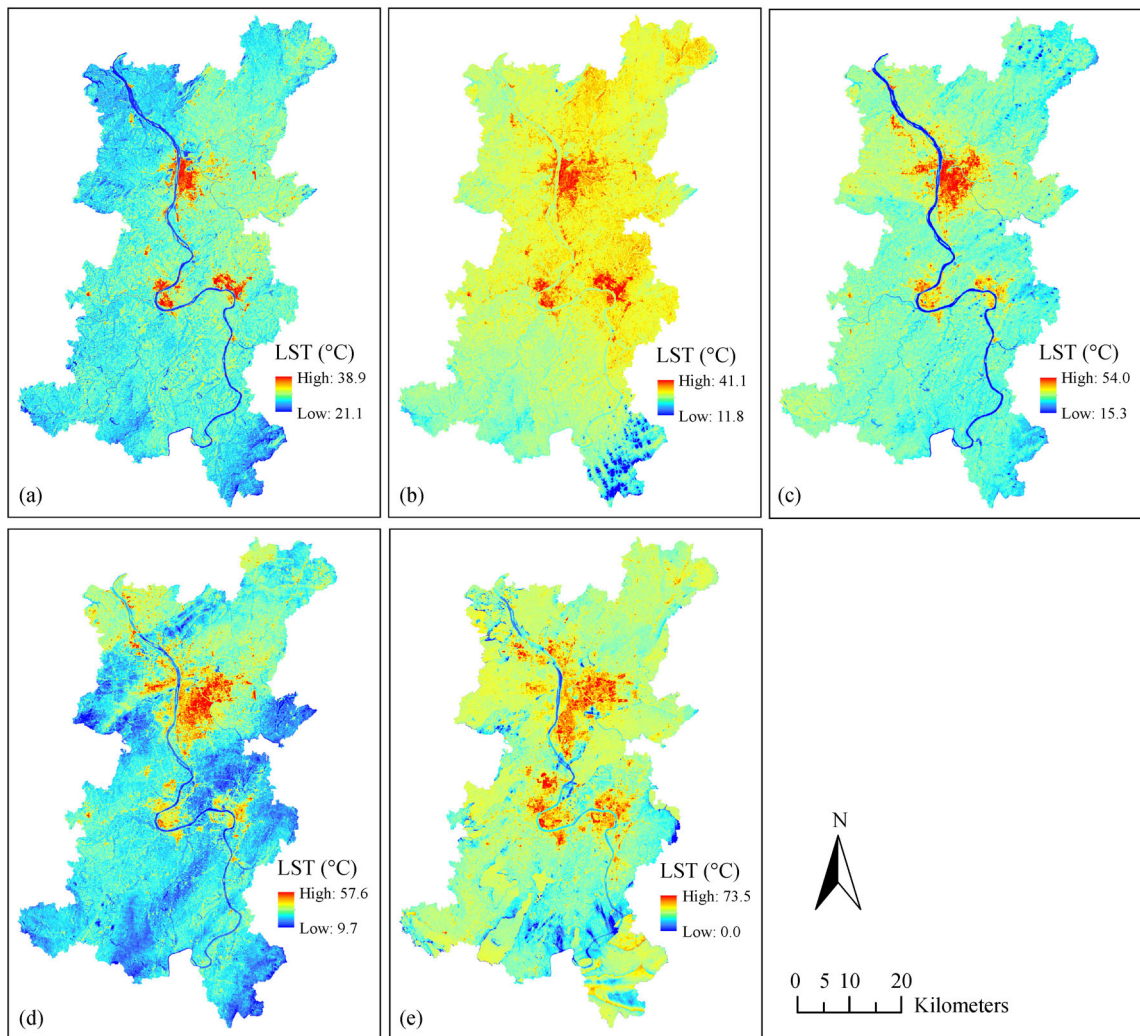 LST (°C)
High: 38.9
Low: 21.1
(a)
LST (°C)
High: 41.1
Low: 11.8
(b)
LST (°C)
High: 54.0
Low: 15.3
(c)
LST (°C)
High: 57.6
Low: 9.7
(d)
LST (°C)
High: 73.5
Low: 0.0
(e)
N
0 5 10 20
Kilometers